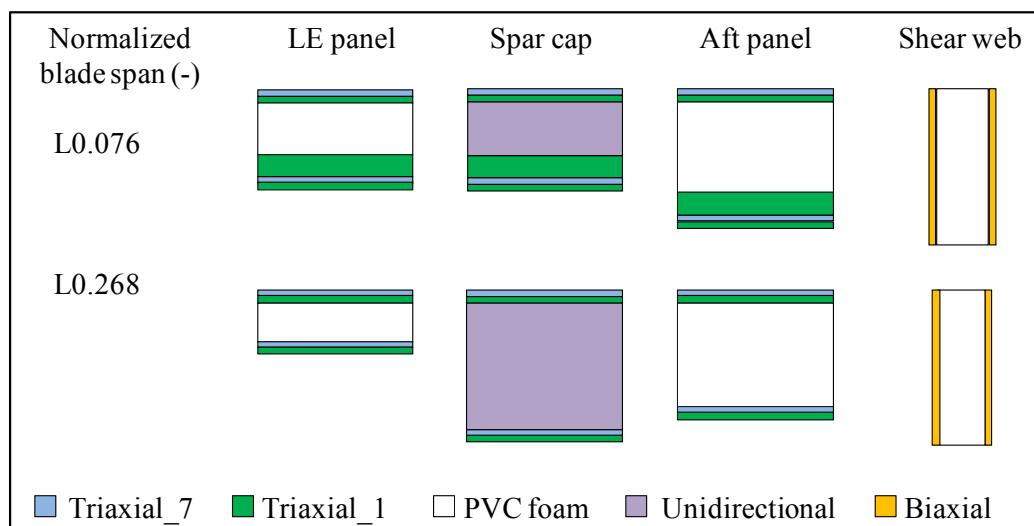 Normalized
blade span (-)
LE panel
Spar cap
Aft panel
Shear web
L0.076
L0.268
Triaxial_7
Triaxial_1
PVC foam
Unidirectional
Biaxial